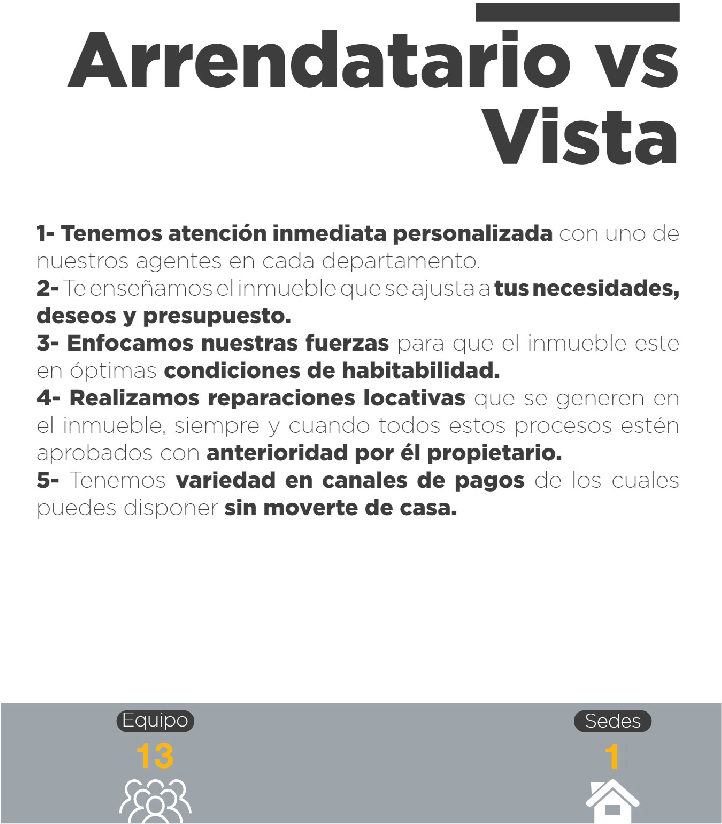 Arrendatario vs
Vista
1- Tenemos atención inmediata personalizada con uno de
nuestros agentes en cada departamento.
2- Te enseñamos el inmueble que se ajusta a tus necesidades,
deseos y presupuesto.
3- Enfocamos nuestras fuerzas para que el inmueble este
en óptimas condiciones de habitabilidad.
4- Realizamos reparaciones locativas que se generen en
el inmueble, siempre y cuando todos estos procesos estén
aprobados con anterioridad por él propietario.
5- Tenemos variedad en canales de pagos de los cuales
puedes disponer sin moverte de casa.
Equipo
13
Sedes
1